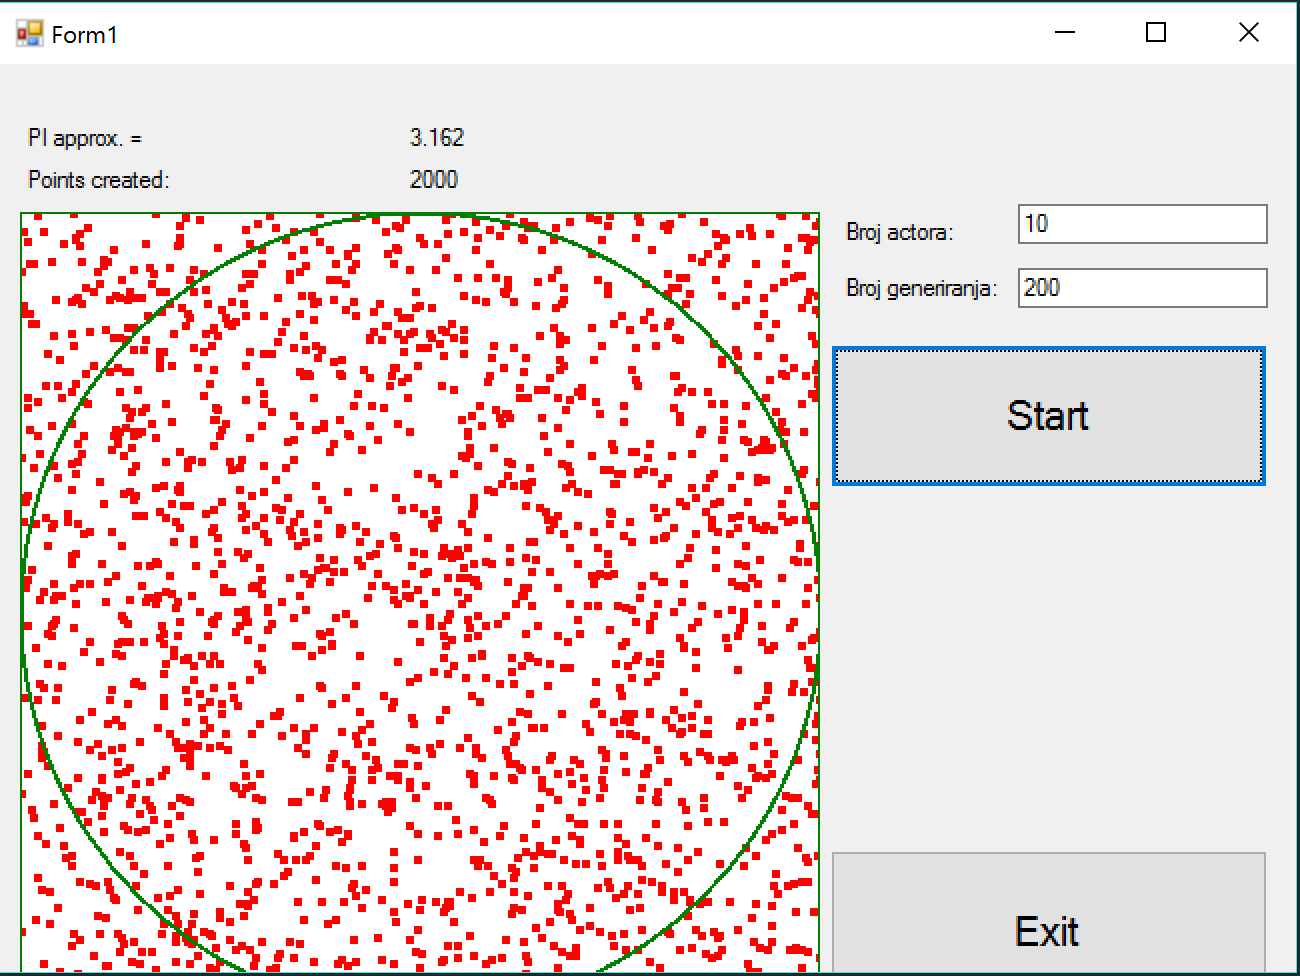 Form1
PI approx. = 3.162
Points created: 2000
Broj actora: 10
Broj generiranja: 200
Start
Exit